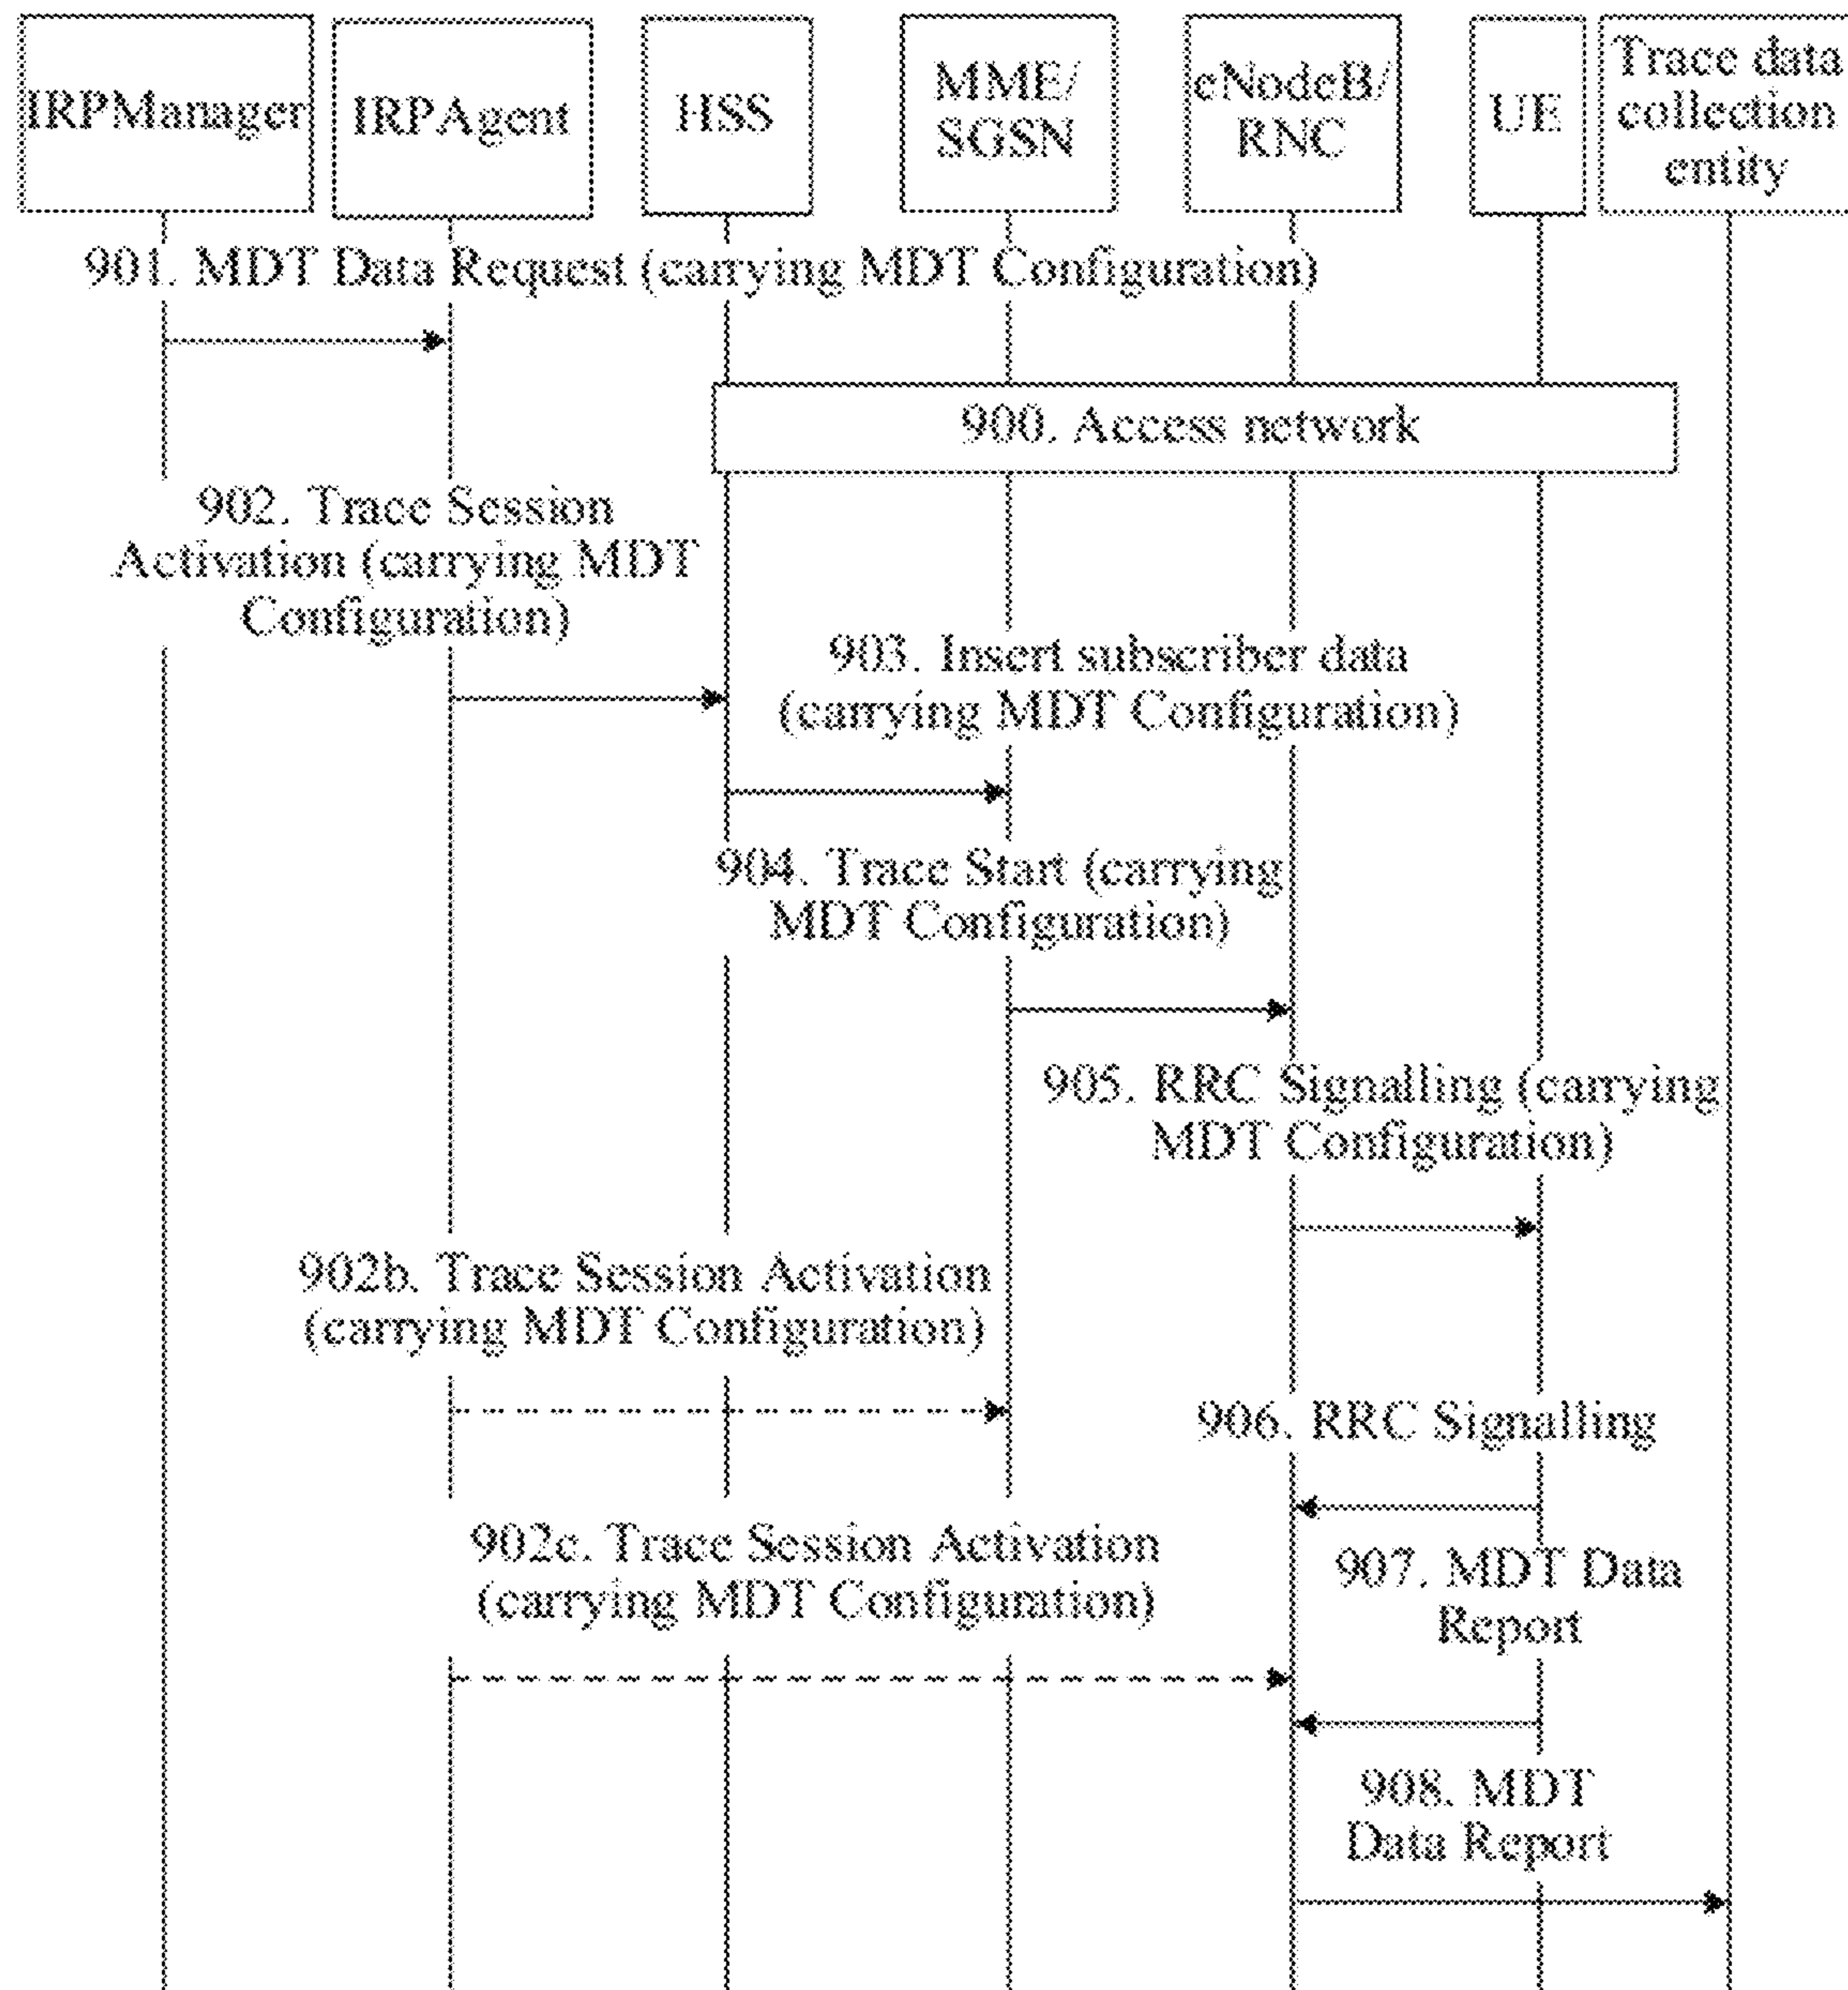 IRPManager
IRPAgent
HSS
MME/
SGSN
eNodeB/
RNC
UE
Trace data
collection
entity
901. MDT Data Request (carrying MDT Configuration)
900. Access network
902. Trace Session
Activation (carrying MDT
Configuration)
903. Insert subscriber data
(carrying MDT Configuration)
904. Trace Start (carrying
MDT Configuration)
905. RRC Signalling (carrying
MDT Configuration)
902b. Trace Session Activation
(carrying MDT Configuration)
906. RRC Signalling
902c. Trace Session Activation
(carrying MDT Configuration)
907. MDT Data
Report
908. MDT
Data Report